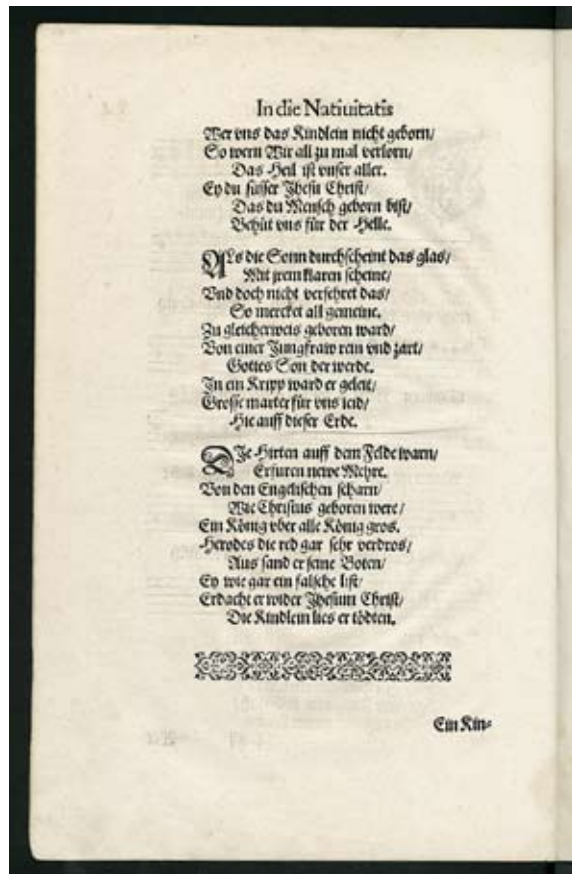 In die Natiuitatis
Wer vns das Kindlein nicht geborn/
So wern Wir all zu mal verlorn/
Das Heil ist vnser aller.
Ey du süsser Jhesu Christ/
Das du Mensch geborn bist/
Behüt vns für der Helle.
ALs die Sonn durchscheint das glas/
Mit jrem klaren scheine/
Vnd doch nicht versehret das/
So mercket all gemeine.
Zu gleicherweis geboren ward/
Von einer Jungfraw rein vnd zart/
Gottes Son der werde.
In ein Kripp ward er geleit/
Grosse marter für vns leid/
Hie auff dieser Erde.
DIe Hirten auff dem Felde warn/
Erfuren newe Mehre.
Von den Engelischen scharn/
Wie Christus geboren were/
Ein König vber alle König gros.
Herodes die red gar sehr verdros/
Aus sand er seine Boten/
Ey wie gar ein falsche list/
Erdacht er wider Jhesum Christ/
Die Kindlein lies er tödten.
Ein Kin⸗